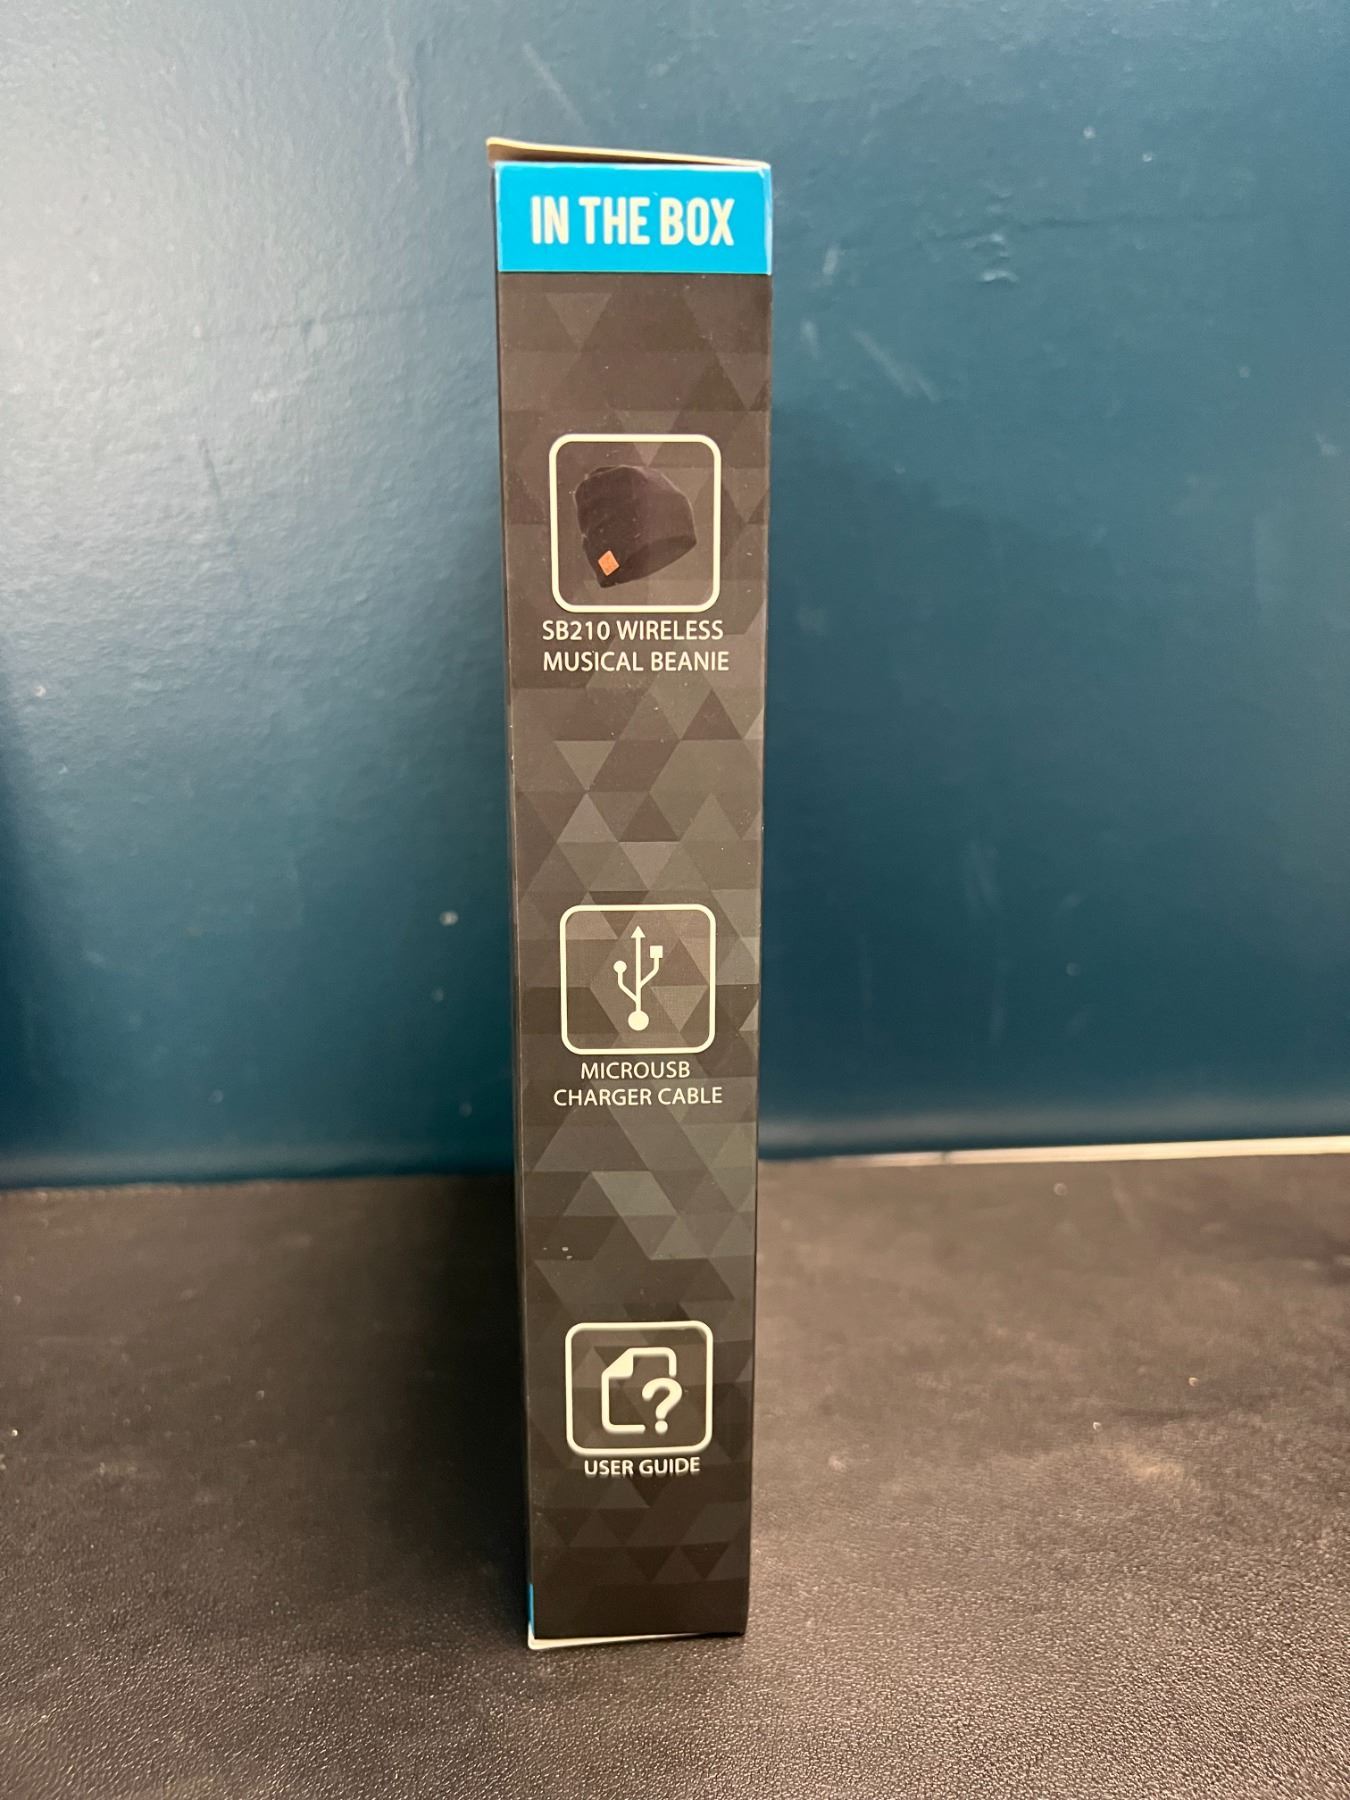 IN THE BOX
SB210 WIRELESS
MUSICAL BEANIE
MICROUSB
CHARGER CABLE
USER GUIDE